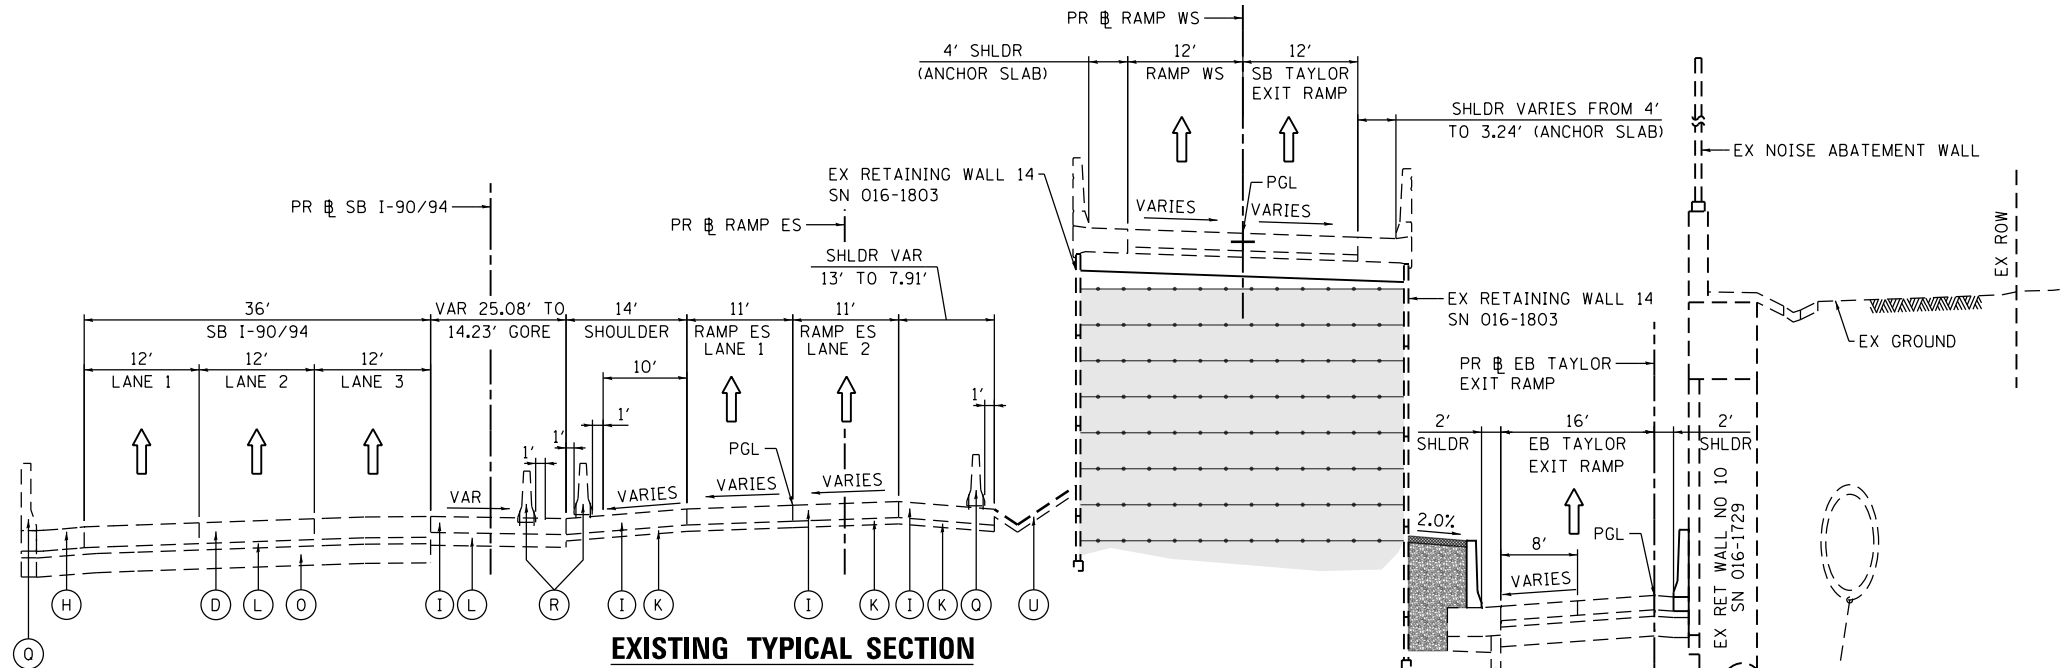 PR ℄ RAMP WS
4' SHLDR
(ANCHOR SLAB)
12'
RAMP WS
12'
SB TAYLOR
EXIT RAMP
SHLDR VARIES FROM 4'
TO 3.24' (ANCHOR SLAB)
EX NOISE ABATEMENT WALL
EX RETAINING WALL 14
SN 016-1803
PGL
VARIES
VARIES
PR ℄ SB I-90/94
PR ℄ RAMP ES
SHLDR VAR
13' TO 7.91'
EX ROW
36'
SB I-90/94
VAR 25.08' TO
14.23' GORE
14'
SHOULDER
11'
RAMP ES
LANE 1
11'
RAMP ES
LANE 2
EX RETAINING WALL 14
SN 016-1803
EX GROUND
12'
LANE 1
12'
LANE 2
12'
LANE 3
10'
PR ℄ EB TAYLOR
EXIT RAMP
1'
1'
1'
1'
2'
SHLDR
16'
EB TAYLOR
EXIT RAMP
2'
SHLDR
PGL
VAR
VARIES
VARIES
VARIES
2.0%
8'
PGL
VARIES
EX RET WALL NO 10
SN 016-1729
H
D
L
O
I
L
R
I
K
I
K
I
K
Q
U
Q
EXISTING TYPICAL SECTION